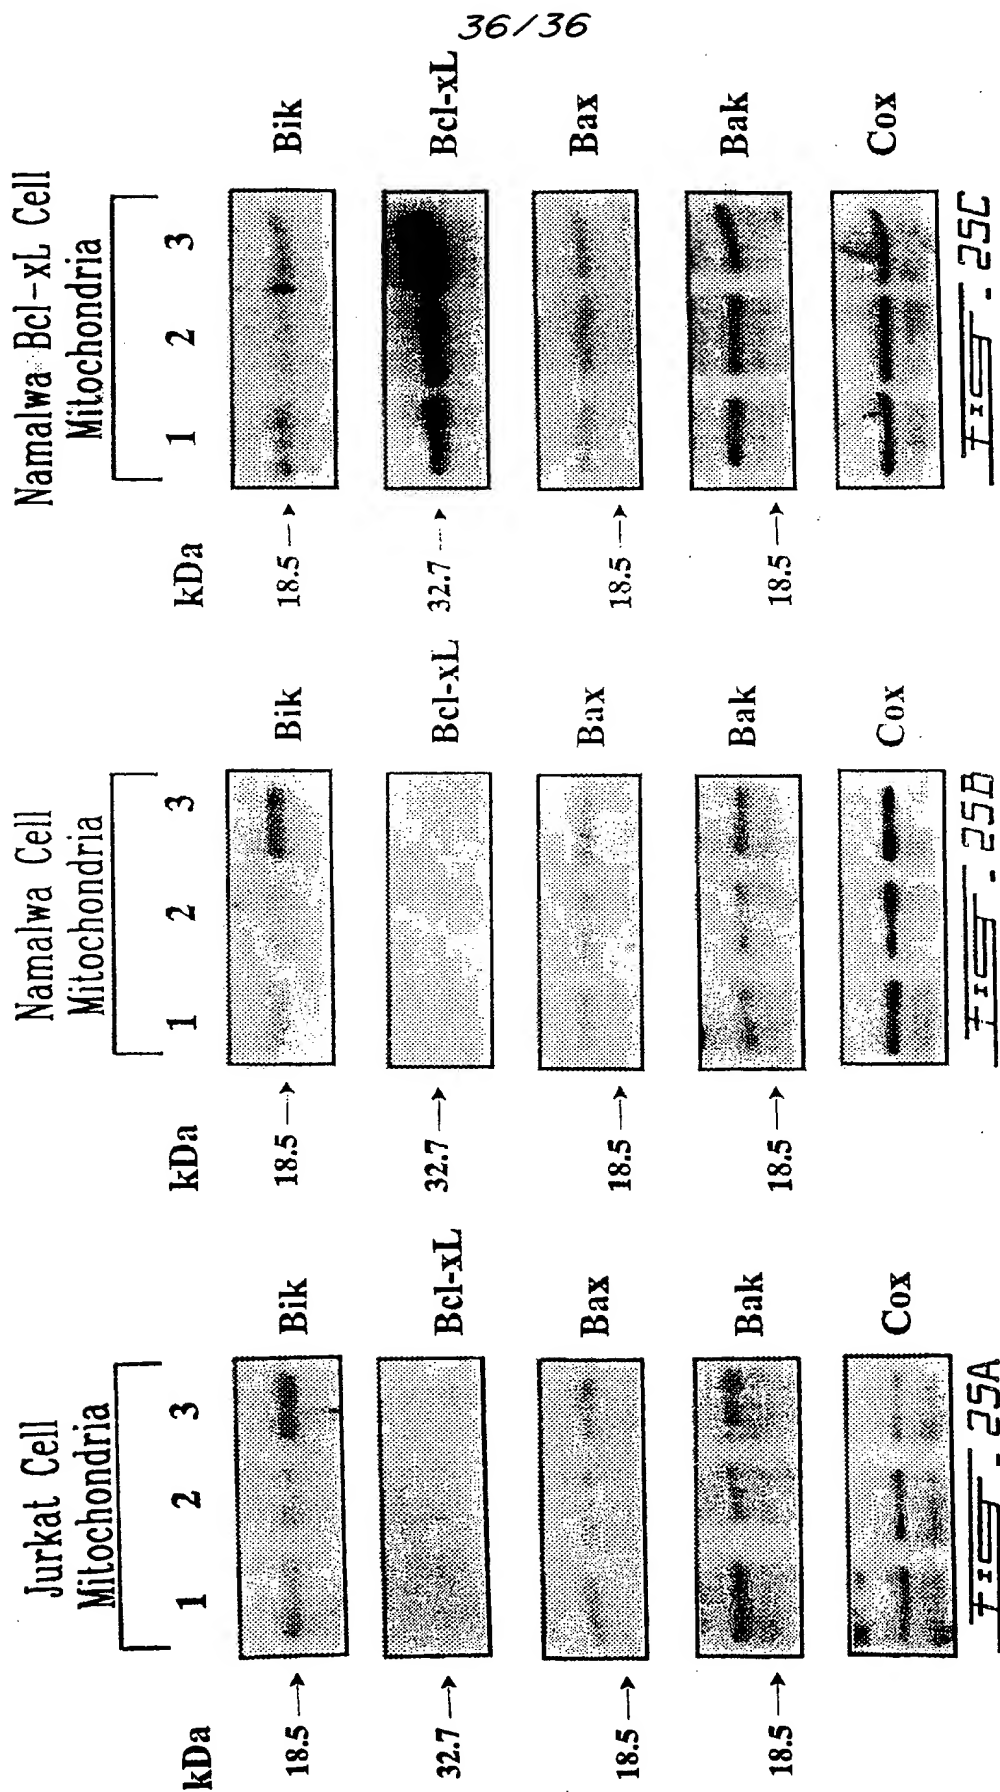 36/36
Jurkat Cell
Mitochondria
kDa
1 2 3
18.5 → Bik
32.7 → Bcl-xL
18.5 → Bax
18.5 → Bak
Cox
FIG. 25A
Namalwa Cell
Mitochondria
kDa
1 2 3
18.5 → Bik
32.7 → Bcl-xL
18.5 → Bax
18.5 → Bak
Cox
FIG. 25B
Namalwa Bcl-xL Cell
Mitochondria
kDa
1 2 3
18.5 → Bik
32.7 → Bcl-xL
18.5 → Bax
18.5 → Bak
Cox
FIG. 25C